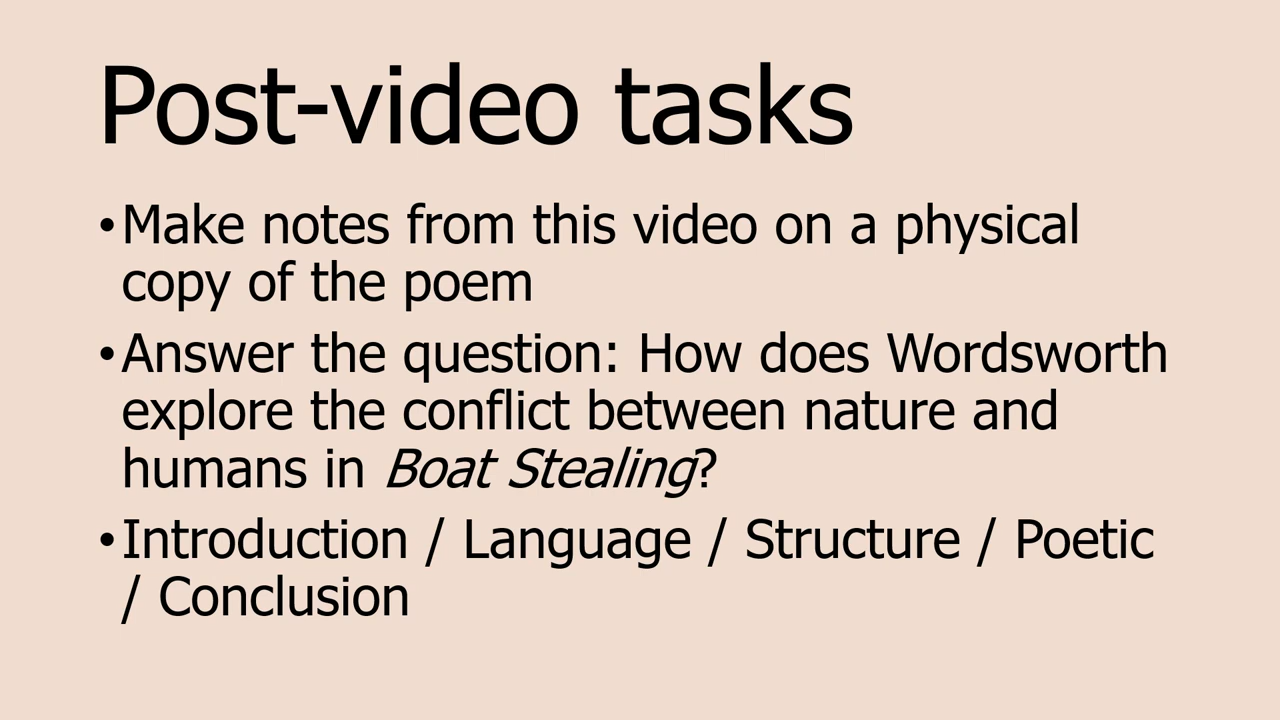 Post-video tasks
•Make notes from this video on a physical
copy of the poem
•Answer the question: How does Wordsworth
explore the conflict between nature and
humans in Boat Stealing?
•Introduction / Language / Structure / Poetic
/ Conclusion